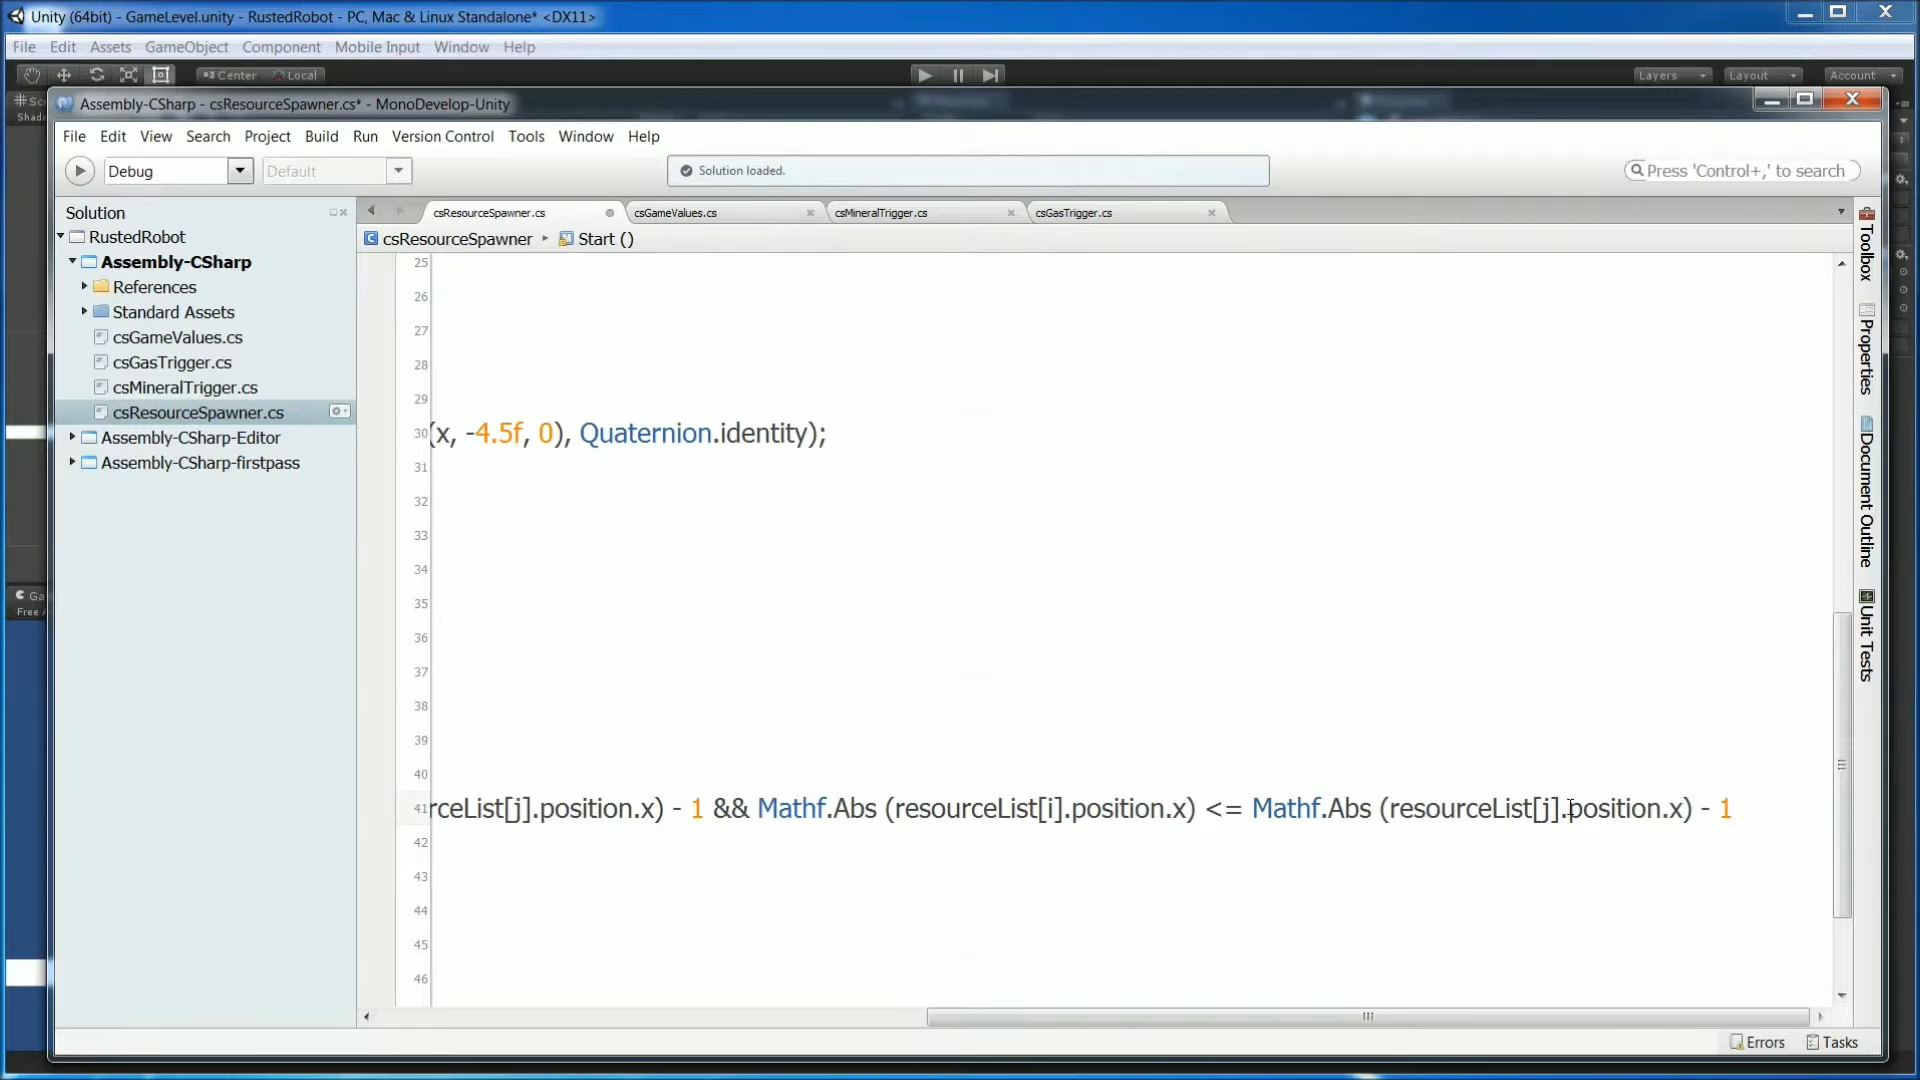 Unity (64bit) - GameLevel.unity - RustedRobot - PC, Mac & Linux Standalone* <DX11>
File Edit Assets GameObject Component Mobile Input Window Help
Center Local Layers Layout Account
Assembly-CSharp - csResourceSpawner.cs* - MonoDevelop-Unity
File Edit View Search Project Build Run Version Control Tools Window Help
Debug Default Solution loaded. Press 'Control+,' to search
Solution
csResourceSpawner.cs csGameValues.cs csMineralTrigger.cs csGasTrigger.cs
RustedRobot
csResourceSpawner Start ()
Assembly-CSharp
References
Standard Assets
csGameValues.cs
csGasTrigger.cs
csMineralTrigger.cs
csResourceSpawner.cs
Assembly-CSharp-Editor
Assembly-CSharp-firstpass
25
26
27
28
29
30 (x, -4.5f, 0), Quaternion.identity);
31
32
33
34
35
36
37
38
39
40
41 rceList[j].position.x) - 1 && Mathf.Abs (resourceList[i].position.x) <= Mathf.Abs (resourceList[j].position.x) - 1
42
43
44
45
46
Toolbox
Properties
Document Outline
Unit Tests
Errors Tasks